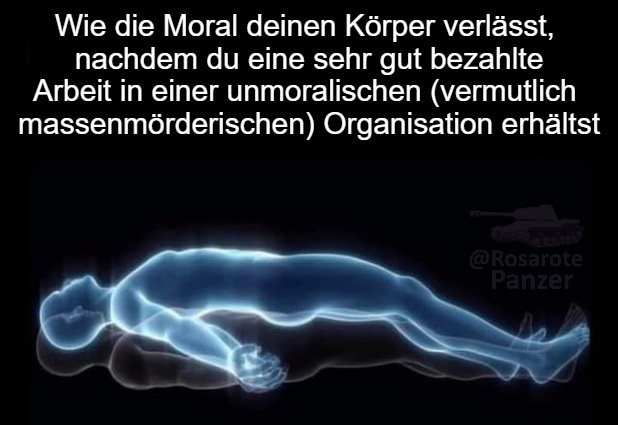 Wie die Moral deinen Körper verlässt,
nachdem du eine sehr gut bezahlte
Arbeit in einer unmoralischen (vermutlich
massenmörderischen) Organisation erhältst
@Rosarote
Panzer